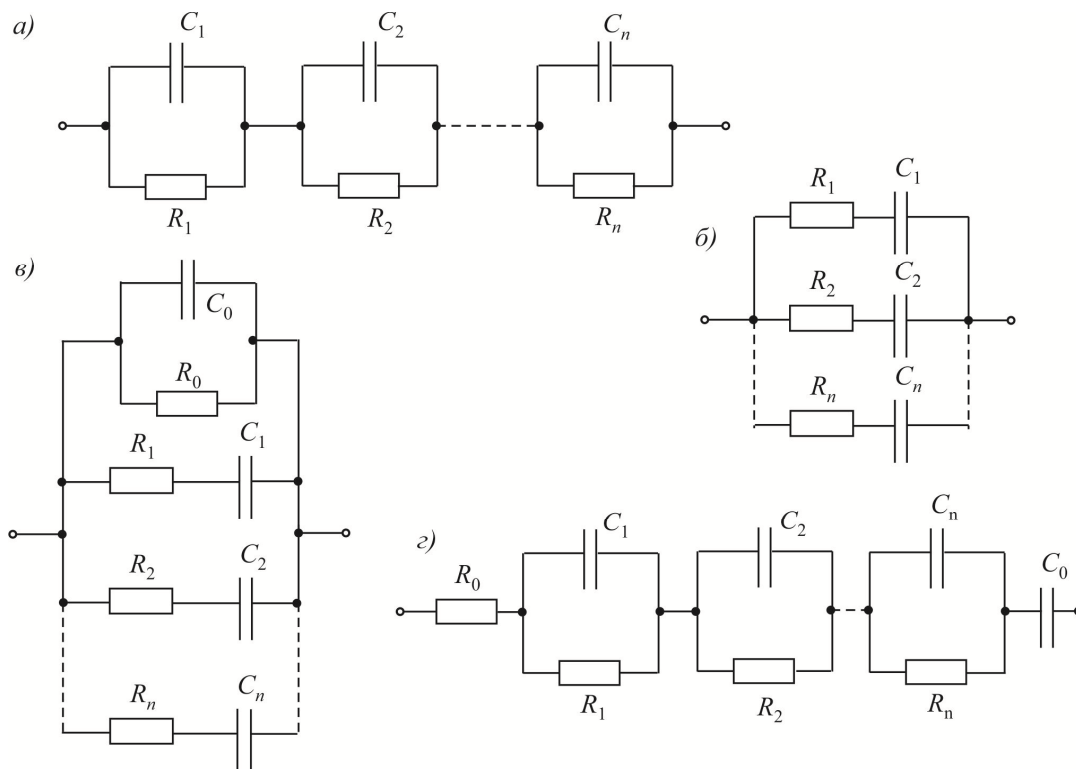 а)
C1 C2 Cn
R1 R2 Rn
б)
R1 C1
R2 C2
Rn Cn
в)
C0
R0
R1 C1
R2 C2
Rn Cn
г)
R0 C1 C2 Cn C0
R1 R2 Rn